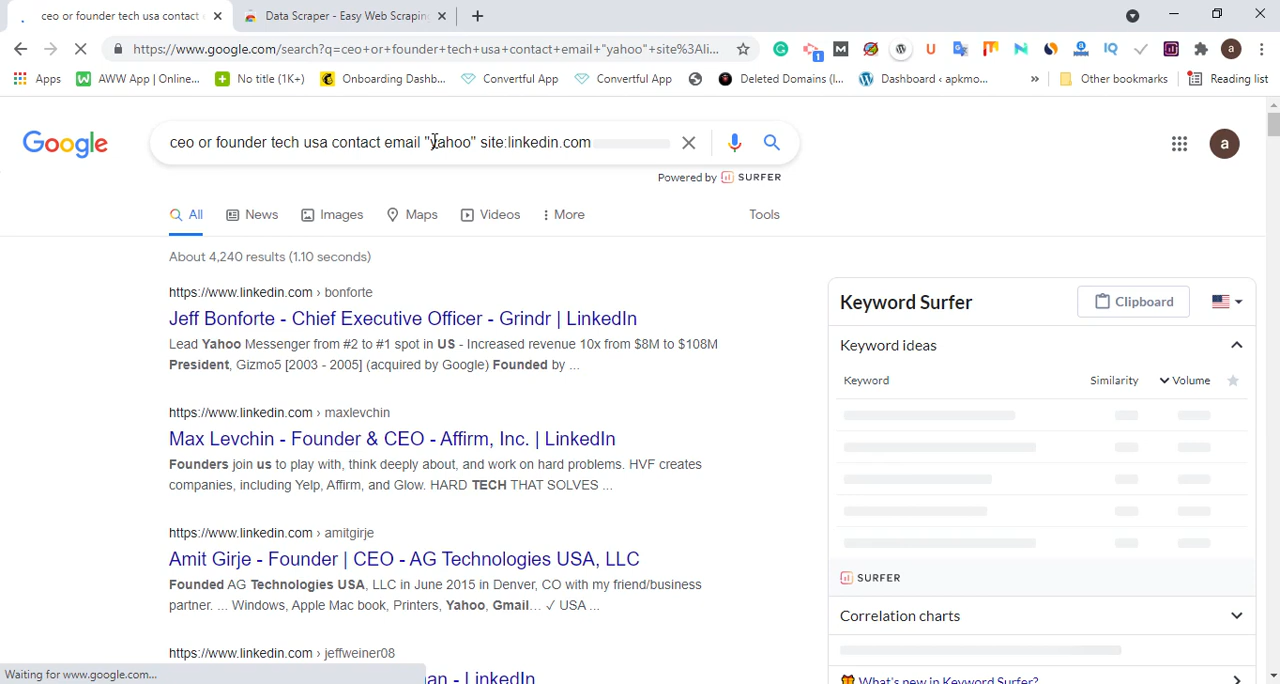 ceo or founder tech usa contact
Data Scraper - Easy Web Scraping
https://www.google.com/search?q=ceo+or+founder+tech+usa+contact+email+"yahoo"+site%3Ali...
Apps
AWW App | Online...
No title (1K+)
Onboarding Dashb...
Convertful App
Convertful App
Deleted Domains (l...
Dashboard ‹ apkmo...
»
Other bookmarks
Reading list
Google
ceo or founder tech usa contact email "yahoo" site:linkedin.com
a
Powered by SURFER
All
News
Images
Maps
Videos
More
Tools
About 4,240 results (1.10 seconds)
https://www.linkedin.com › bonforte
Jeff Bonforte - Chief Executive Officer - Grindr | LinkedIn
Lead Yahoo Messenger from #2 to #1 spot in US - Increased revenue 10x from $8M to $108M
President, Gizmo5 [2003 - 2005] (acquired by Google) Founded by ...
https://www.linkedin.com › maxlevchin
Max Levchin - Founder & CEO - Affirm, Inc. | LinkedIn
Founders join us to play with, think deeply about, and work on hard problems. HVF creates
companies, including Yelp, Affirm, and Glow. HARD TECH THAT SOLVES ...
https://www.linkedin.com › amitgirje
Amit Girje - Founder | CEO - AG Technologies USA, LLC
Founded AG Technologies USA, LLC in June 2015 in Denver, CO with my friend/business
partner. ... Windows, Apple Mac book, Printers, Yahoo, Gmail... ✓ USA ...
https://www.linkedin.com › jeffweiner08
an - LinkedIn
Keyword Surfer
Clipboard
Keyword ideas
Keyword
Similarity
Volume
SURFER
Correlation charts
What's new in Keyword Surfer?
Waiting for www.google.com...